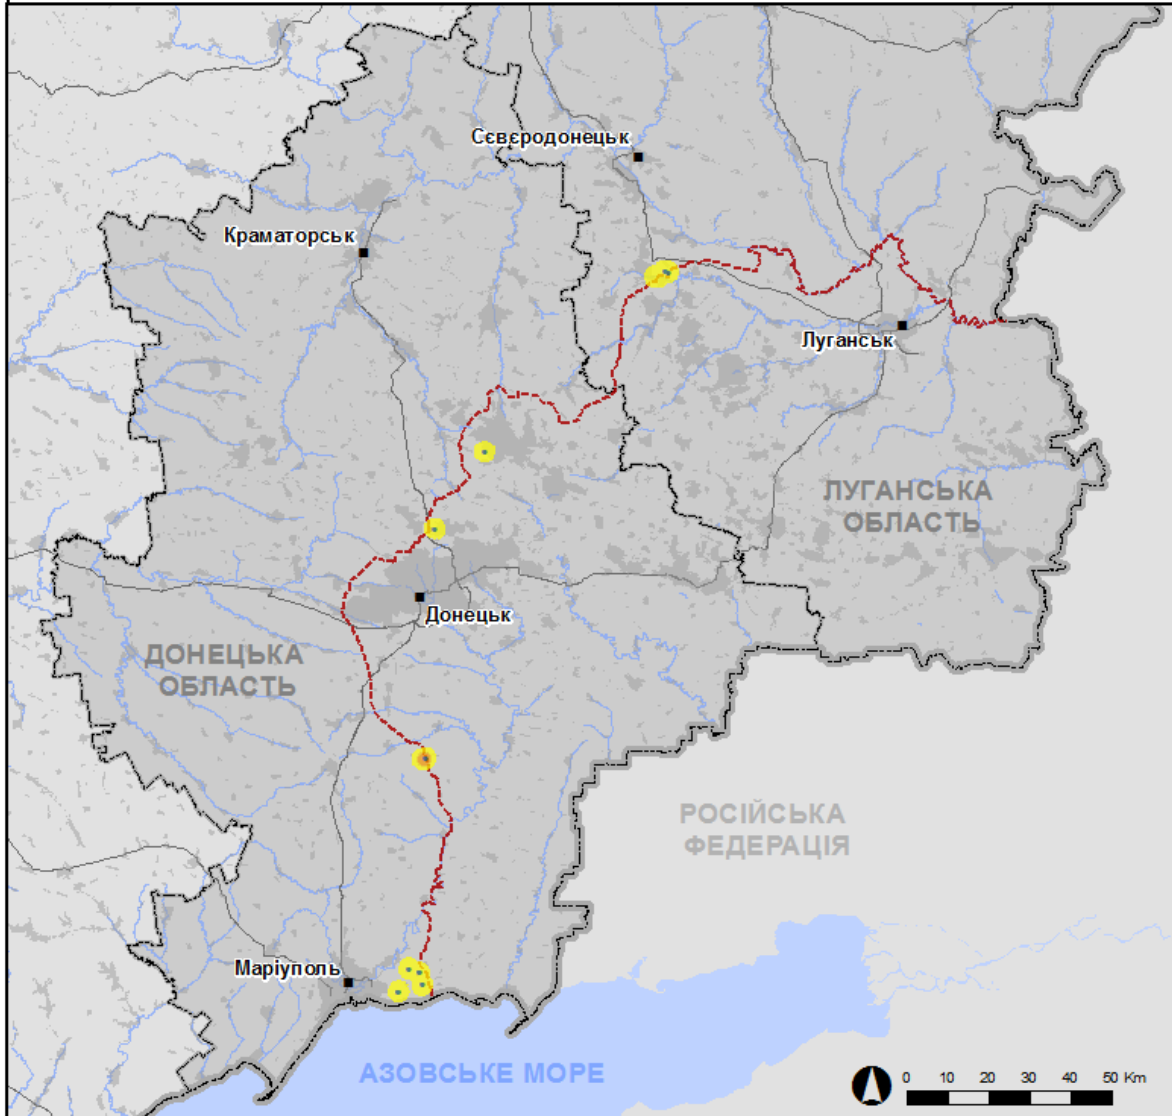 Сєвєродонецьк
Краматорськ
Луганськ
ЛУГАНСЬКА
ОБЛАСТЬ
Донецьк
ДОНЕЦЬКА
ОБЛАСТЬ
РОСІЙСЬКА
ФЕДЕРАЦІЯ
Маріуполь
АЗОВСЬКЕ МОРЕ
0 10 20 30 40 50 Km